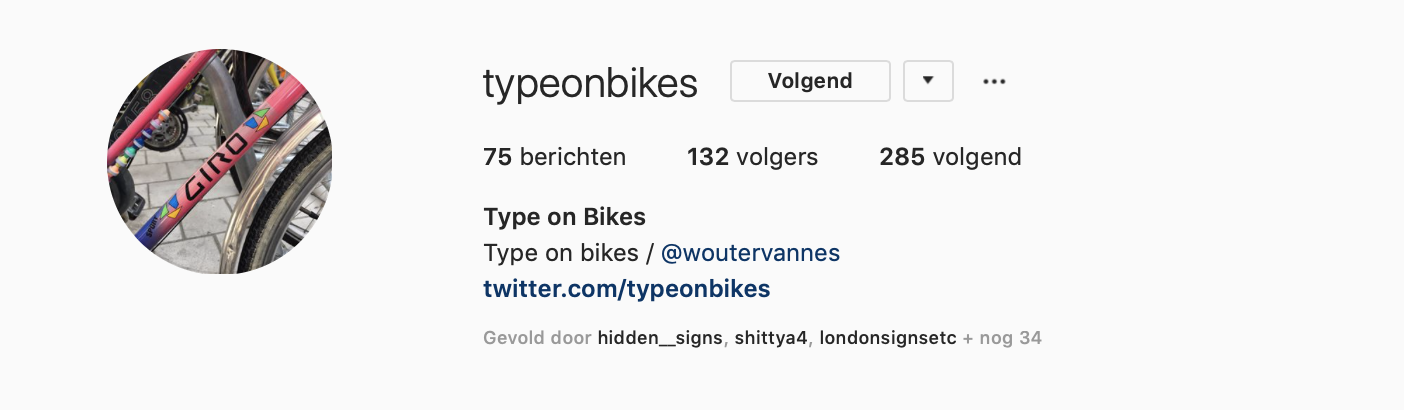 typeonbikes Volgend
75 berichten 132 volgers 285 volgend
Type on Bikes
Type on bikes / @woutervannes
twitter.com/typeonbikes
Gevold door hidden__signs, shittya4, londonsignsetc + nog 34
GIRO
SPORT